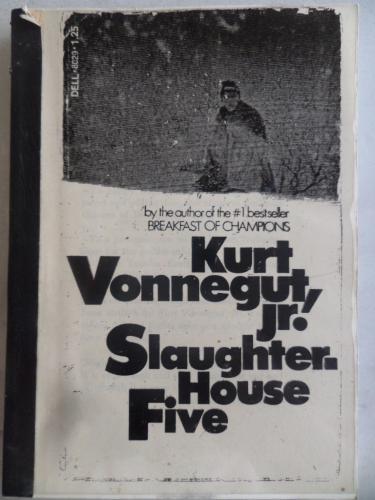 DELL•8029•1.25
by the author of the #1 bestseller
BREAKFAST OF CHAMPIONS
Kurt
Vonnegut,
jr.
Slaughter-
House
Five